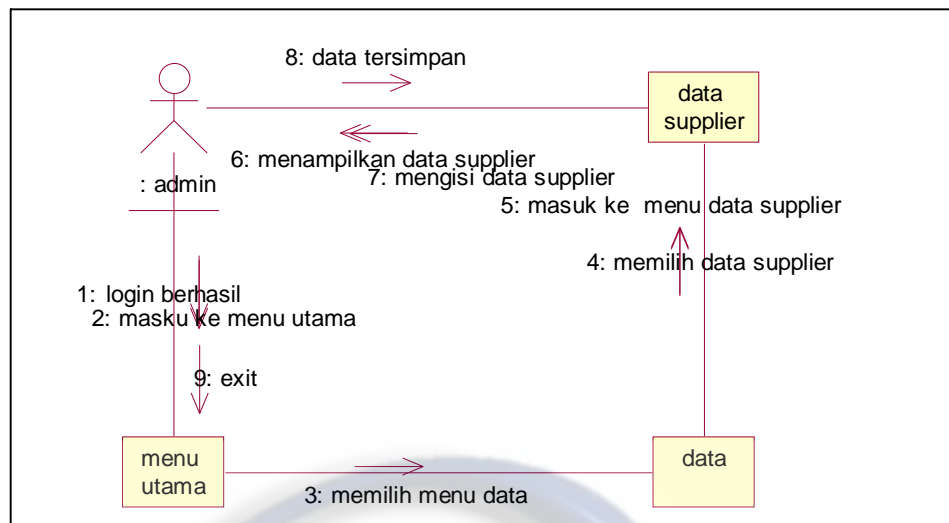 8: data tersimpan
data
supplier
6: menampilkan data supplier
7: mengisi data supplier
: admin
5: masuk ke menu data supplier
4: memilih data supplier
1: login berhasil
2: masku ke menu utama
9: exit
menu
utama
data
3: memilih menu data